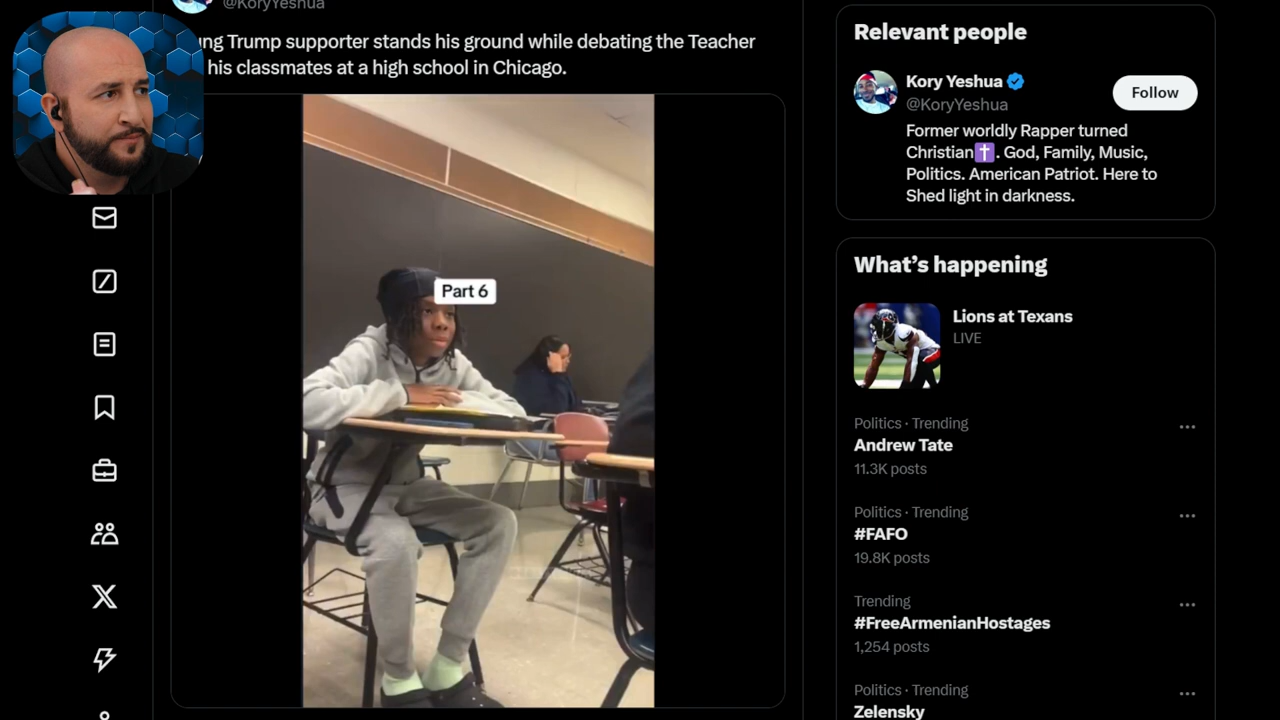 @KoryYeshua
ung Trump supporter stands his ground while debating the Teacher
his classmates at a high school in Chicago.
Part 6
Relevant people
Kory Yeshua
@KoryYeshua
Follow
Former worldly Rapper turned
Christian✝️. God, Family, Music,
Politics. American Patriot. Here to
Shed light in darkness.
What’s happening
Lions at Texans
LIVE
Politics · Trending
Andrew Tate
11.3K posts
Politics · Trending
#FAFO
19.8K posts
Trending
#FreeArmenianHostages
1,254 posts
Politics · Trending
Zelensky